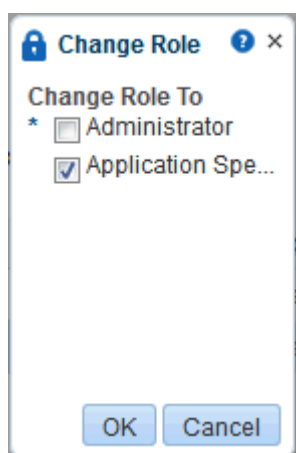 Change Role ? ×
Change Role To
* Administrator
Application Spe...
OK Cancel